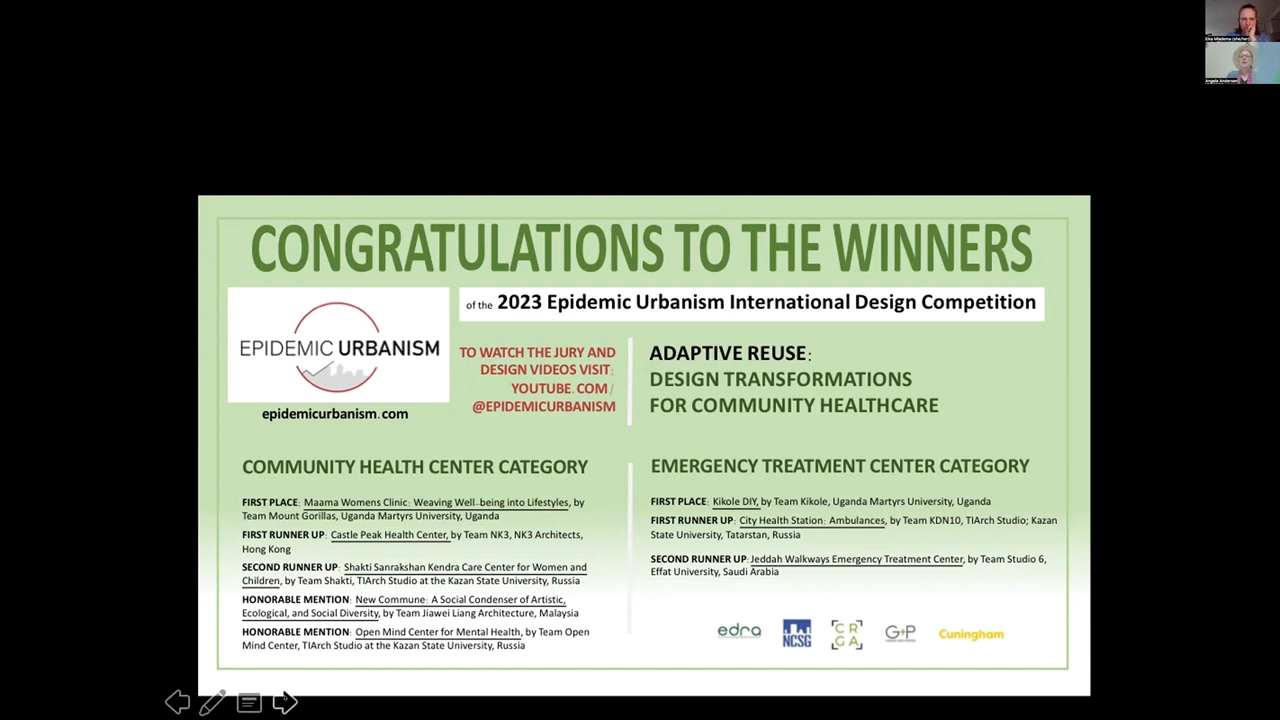 Elke Miedema (she/her)
Angela Andersen
CONGRATULATIONS TO THE WINNERS
of the 2023 Epidemic Urbanism International Design Competition
EPIDEMIC URBANISM
epidemicurbanism.com
TO WATCH THE JURY AND
DESIGN VIDEOS VISIT:
YOUTUBE.COM/
@EPIDEMICURBANISM
ADAPTIVE REUSE:
DESIGN TRANSFORMATIONS
FOR COMMUNITY HEALTHCARE
COMMUNITY HEALTH CENTER CATEGORY
FIRST PLACE: Maama Womens Clinic: Weaving Well-being into Lifestyles, by
Team Mount Gorillas, Uganda Martyrs University, Uganda
FIRST RUNNER UP: Castle Peak Health Center, by Team NK3, NK3 Architects,
Hong Kong
SECOND RUNNER UP: Shakti Sanrakshan Kendra Care Center for Women and
Children, by Team Shakti, TIArch Studio at the Kazan State University, Russia
HONORABLE MENTION: New Commune: A Social Condenser of Artistic,
Ecological, and Social Diversity, by Team Jiawei Liang Architecture, Malaysia
HONORABLE MENTION: Open Mind Center for Mental Health, by Team Open
Mind Center, TIArch Studio at the Kazan State University, Russia
EMERGENCY TREATMENT CENTER CATEGORY
FIRST PLACE: Kikole DIY, by Team Kikole, Uganda Martyrs University, Uganda
FIRST RUNNER UP: City Health Station: Ambulances, by Team KDN10, TIArch Studio; Kazan
State University, Tatarstan, Russia
SECOND RUNNER UP: Jeddah Walkways Emergency Treatment Center, by Team Studio 6,
Effat University, Saudi Arabia
edra
NCSG
CR
GA
G+P
Cuningham